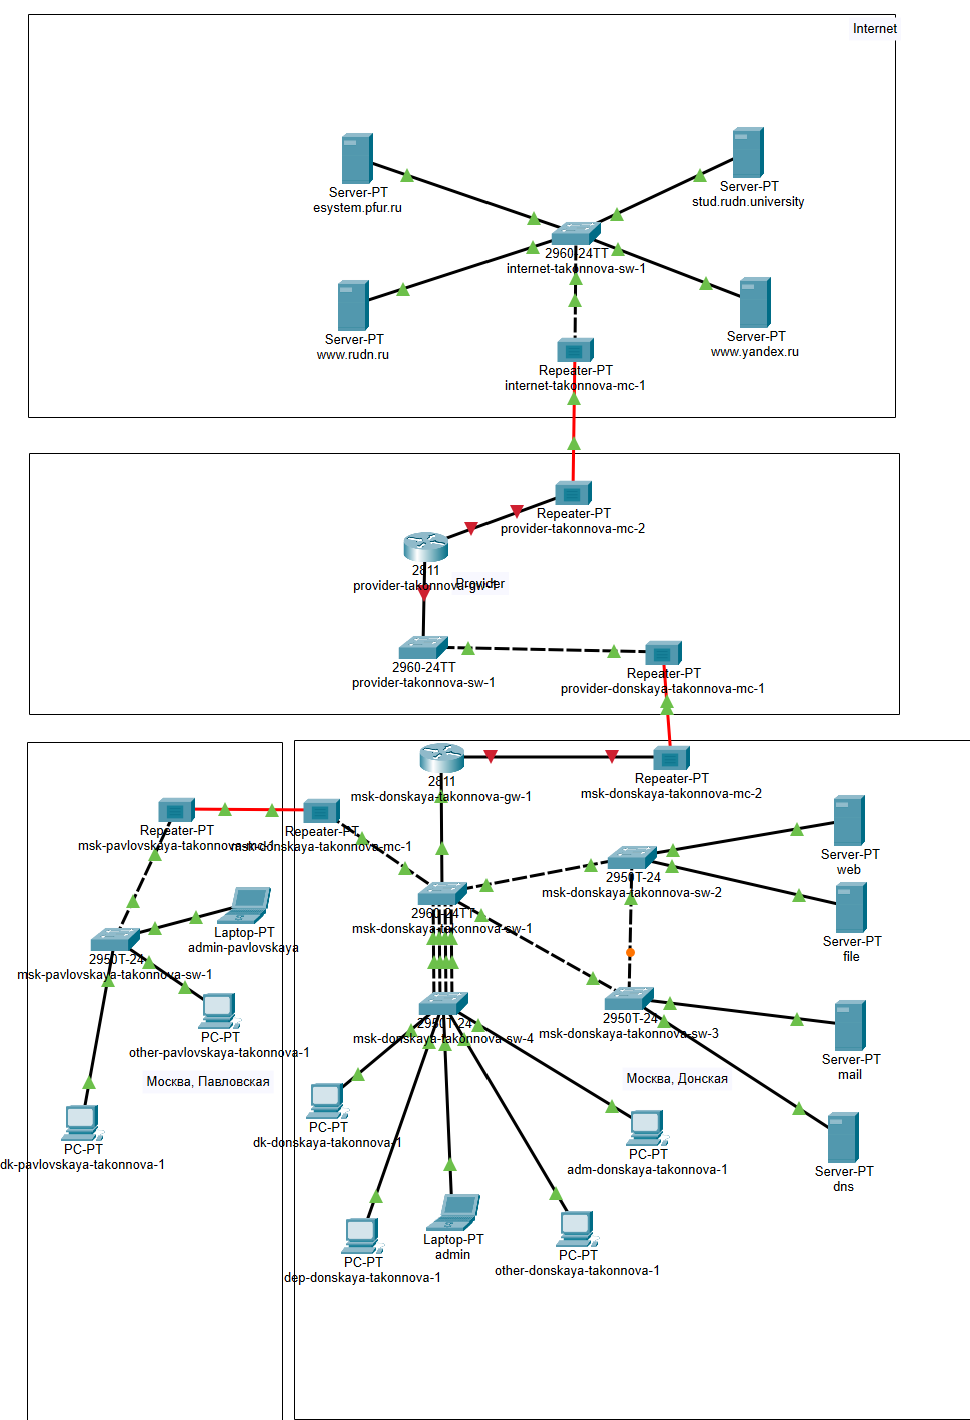 Internet
Server-PT
esystem.pfur.ru
Server-PT
stud.rudn.university
2960-24TT
internet-takonnova-sw-1
Server-PT
www.rudn.ru
Server-PT
www.yandex.ru
Repeater-PT
internet-takonnova-mc-1
Repeater-PT
provider-takonnova-mc-2
2811
provider-takonnova-gw-1
Provider
2960-24TT
provider-takonnova-sw-1
Repeater-PT
provider-donskaya-takonnova-mc-1
2811
msk-donskaya-takonnova-gw-1
Repeater-PT
msk-donskaya-takonnova-mc-2
Repeater-PT
msk-pavlovskaya-takonnova-mc-1
Repeater-PT
msk-donskaya-takonnova-mc-1
Server-PT
web
2950T-24
msk-donskaya-takonnova-sw-2
2960-24TT
msk-donskaya-takonnova-sw-1
Laptop-PT
admin-pavlovskaya
Server-PT
file
2950T-24
msk-pavlovskaya-takonnova-sw-1
2950T-24
msk-donskaya-takonnova-sw-4
2950T-24
msk-donskaya-takonnova-sw-3
PC-PT
other-pavlovskaya-takonnova-1
Server-PT
mail
Москва, Павловская
Москва, Донская
PC-PT
dk-pavlovskaya-takonnova-1
PC-PT
dk-donskaya-takonnova-1
PC-PT
adm-donskaya-takonnova-1
Server-PT
dns
PC-PT
dep-donskaya-takonnova-1
Laptop-PT
admin
PC-PT
other-donskaya-takonnova-1